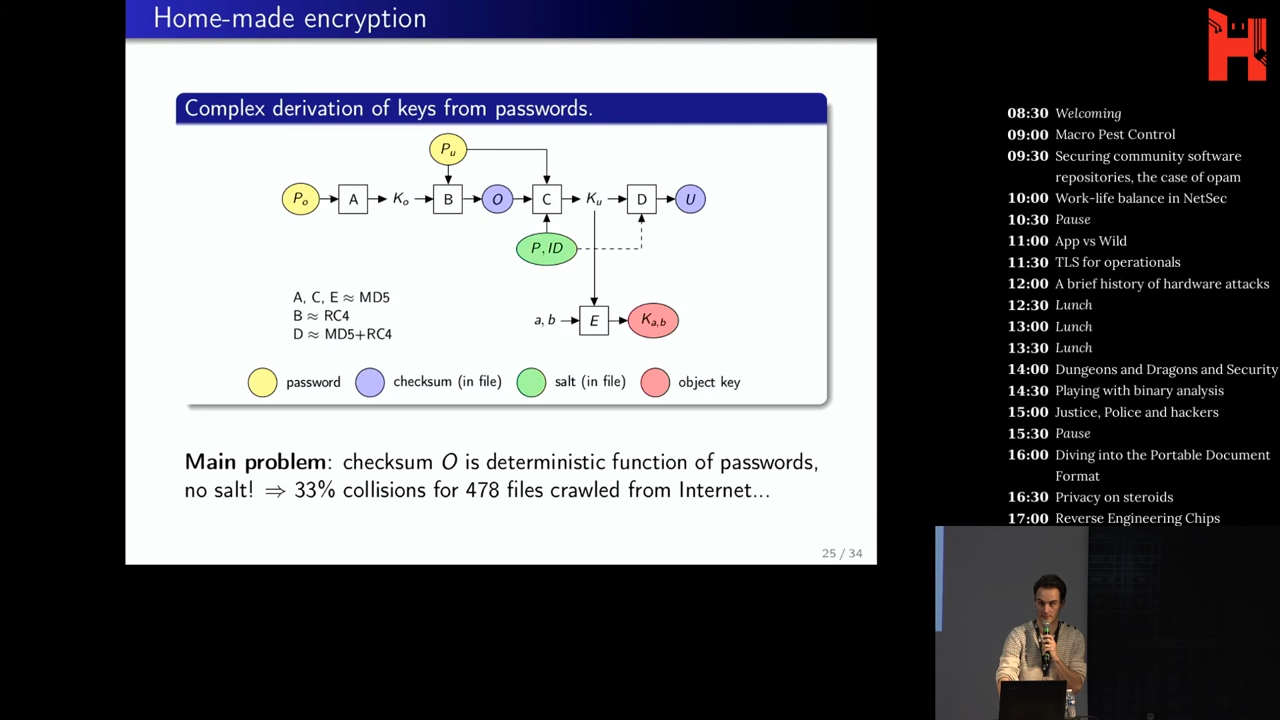 Home-made encryption
Complex derivation of keys from passwords.
P_u
P_o A K_o B O C K_u D U
P, ID
A, C, E ≈ MD5
B ≈ RC4
D ≈ MD5+RC4
a, b E K_a,b
password checksum (in file) salt (in file) object key
Main problem: checksum O is deterministic function of passwords,
no salt! ⇒ 33% collisions for 478 files crawled from Internet...
25 / 34
08:30 Welcoming
09:00 Macro Pest Control
09:30 Securing community software
repositories, the case of opam
10:00 Work-life balance in NetSec
10:30 Pause
11:00 App vs Wild
11:30 TLS for operationals
12:00 A brief history of hardware attacks
12:30 Lunch
13:00 Lunch
13:30 Lunch
14:00 Dungeons and Dragons and Security
14:30 Playing with binary analysis
15:00 Justice, Police and hackers
15:30 Pause
16:00 Diving into the Portable Document
Format
16:30 Privacy on steroids
17:00 Reverse Engineering Chips